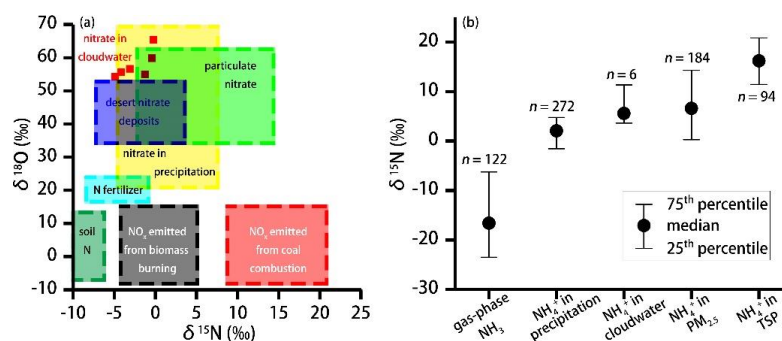 (a)
nitrate in
cloudwater
particulate
nitrate
desert nitrate
deposits
nitrate in
precipitation
N fertilizer
soil
N
NOx emitted
from biomass
burning
NOx emitted
from coal
combustion
70
60
50
40
30
20
10
0
-10
-10 -5 0 5 10 15 20 25
δ18O (‰)
δ15N (‰)
(b)
n = 122
n = 272
n = 6
n = 184
n = 94
75th percentile
median
25th percentile
20
10
0
-10
-20
-30
δ15N (‰)
gas-phase
NH3
NH4+ in
precipitation
NH4+ in
cloudwater
NH4+ in
PM2.5
NH4+ in
TSP